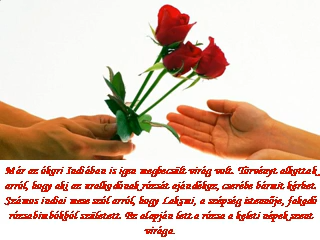 Már az ókori Indiában is igen megbecsült virág volt. Törvényt alkottak
arról, hogy aki az uralkodónak rózsát ajándékoz, cserébe bármit kérhet.
Számos indiai mese szól arról, hogy Laksmi, a szépség istennője, fakadó
rózsabimbókból született. Ez alapján lett a rózsa a keleti népek szent
virága.